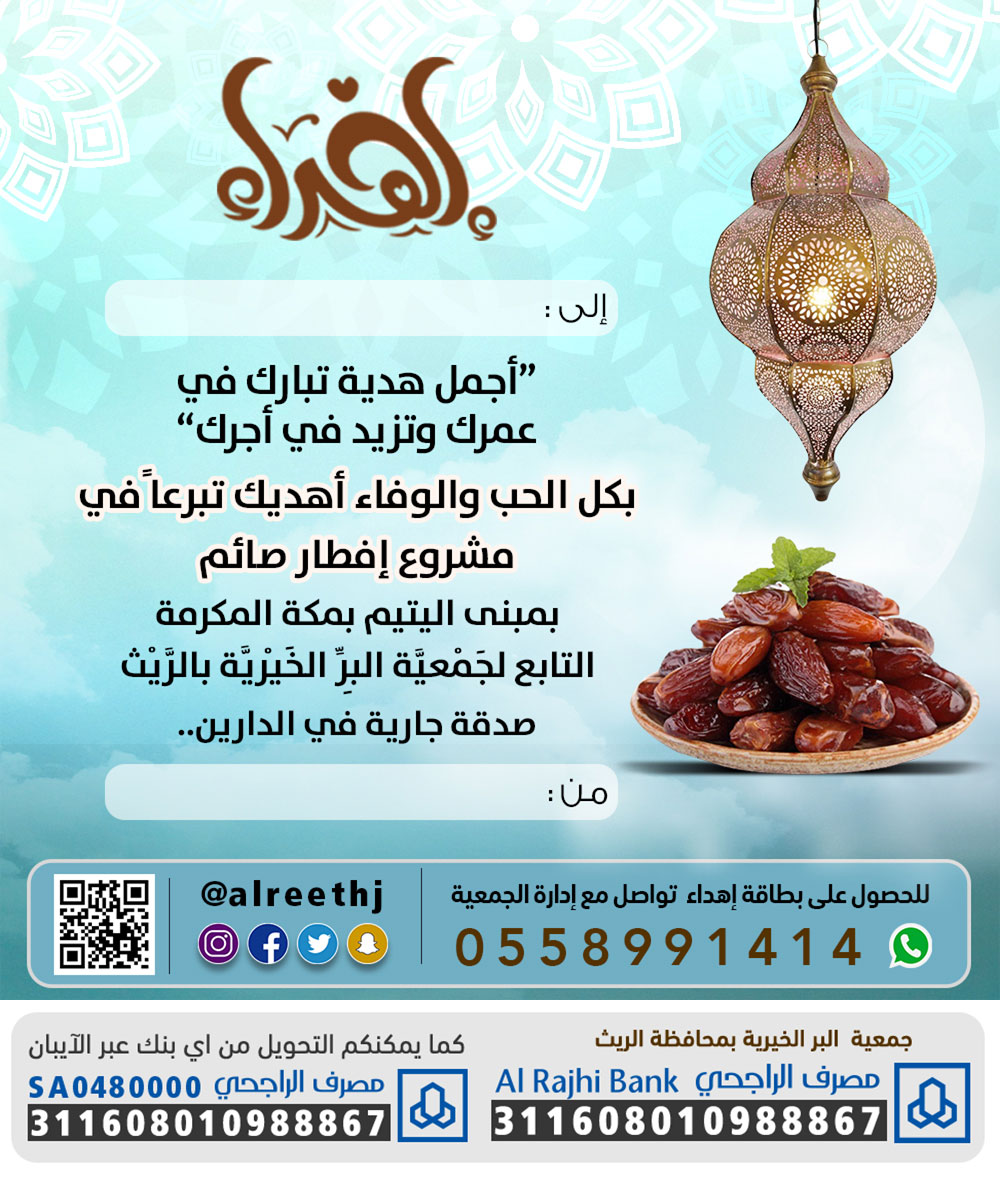 إهداء
إلى :
”أجمل هدية تبارك في
عمرك وتزيد في أجرك“
بكل الحب والوفاء أهديك تبرعاً في
مشروع إفطار صائم
بمبنى اليتيم بمكة المكرمة
التابع لجَمْعيَّة البرِّ الخَيْريَّة بالرَّيْث
صدقة جارية في الدارين..
من :
للحصول على بطاقة إهداء تواصل مع إدارة الجمعية
0558991414
@alreethj
جمعية البر الخيرية بمحافظة الريث
مصرف الراجحي Al Rajhi Bank
311608010988867
كما يمكنكم التحويل من اي بنك عبر الآيبان
مصرف الراجحي SA0480000
311608010988867